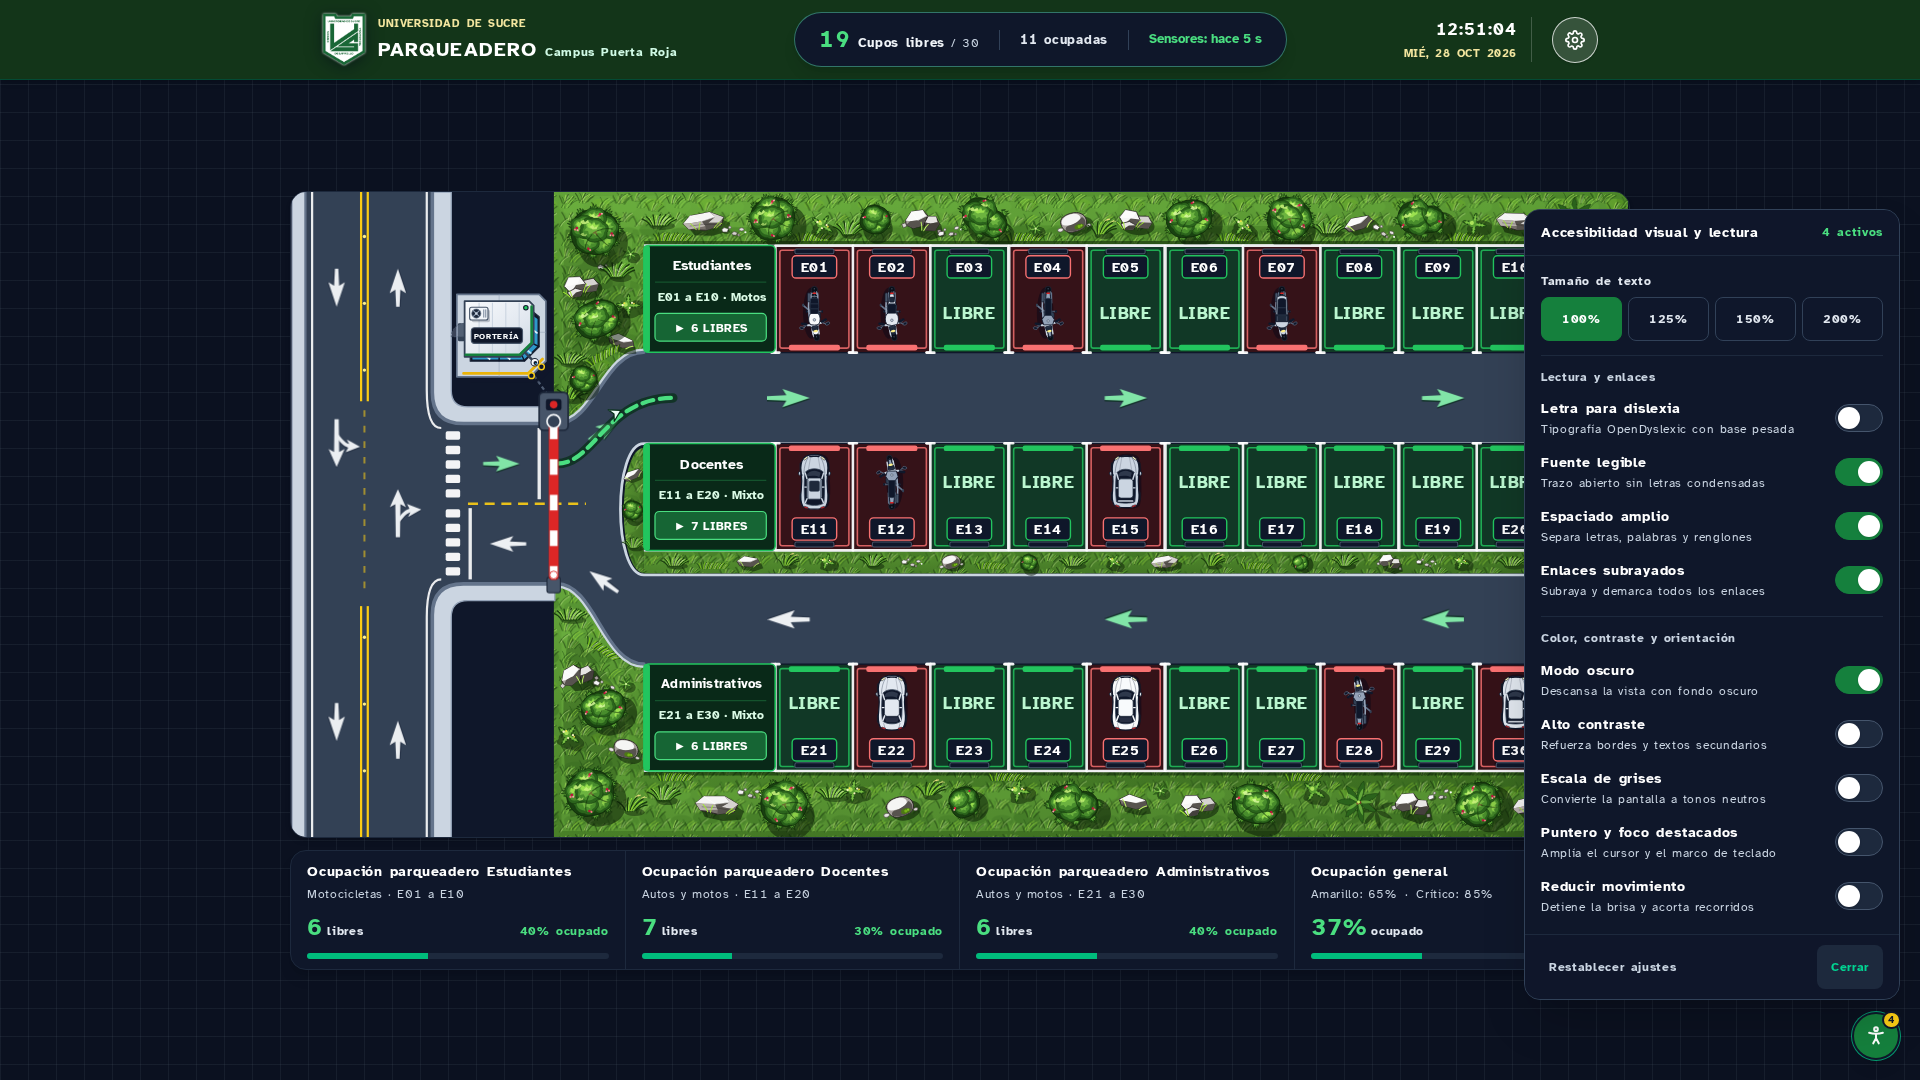 UNIVERSIDAD DE SUCRE
PARQUEADERO Campus Puerta Roja
19 Cupos libres / 30
11 ocupadas
Sensores: hace 5 s
12:51:04
MIÉ, 28 OCT 2026
PORTERÍA
Estudiantes
E01 a E10 · Motos
► 6 LIBRES
E01 E02 E03 E04 E05 E06 E07 E08 E09
LIBRE LIBRE LIBRE LIBRE LIBRE
Docentes
E11 a E20 · Mixto
► 7 LIBRES
LIBRE LIBRE LIBRE LIBRE LIBRE LIBRE
E11 E12 E13 E14 E15 E16 E17 E18 E19
Administrativos
E21 a E30 · Mixto
► 6 LIBRES
LIBRE LIBRE LIBRE LIBRE LIBRE LIBRE
E21 E22 E23 E24 E25 E26 E27 E28 E29
Ocupación parqueadero Estudiantes
Motocicletas · E01 a E10
6 libres
40% ocupado
Ocupación parqueadero Docentes
Autos y motos · E11 a E20
7 libres
30% ocupado
Ocupación parqueadero Administrativos
Autos y motos · E21 a E30
6 libres
40% ocupado
Ocupación general
Amarillo: 65% · Crítico: 85%
37% ocupado
Accesibilidad visual y lectura
4 activos
Tamaño de texto
100% 125% 150% 200%
Lectura y enlaces
Letra para dislexia
Tipografía OpenDyslexic con base pesada
Fuente legible
Trazo abierto sin letras condensadas
Espaciado amplio
Separa letras, palabras y renglones
Enlaces subrayados
Subraya y demarca todos los enlaces
Color, contraste y orientación
Modo oscuro
Descansa la vista con fondo oscuro
Alto contraste
Refuerza bordes y textos secundarios
Escala de grises
Convierte la pantalla a tonos neutros
Puntero y foco destacados
Amplía el cursor y el marco de teclado
Reducir movimiento
Detiene la brisa y acorta recorridos
Restablecer ajustes
Cerrar
4